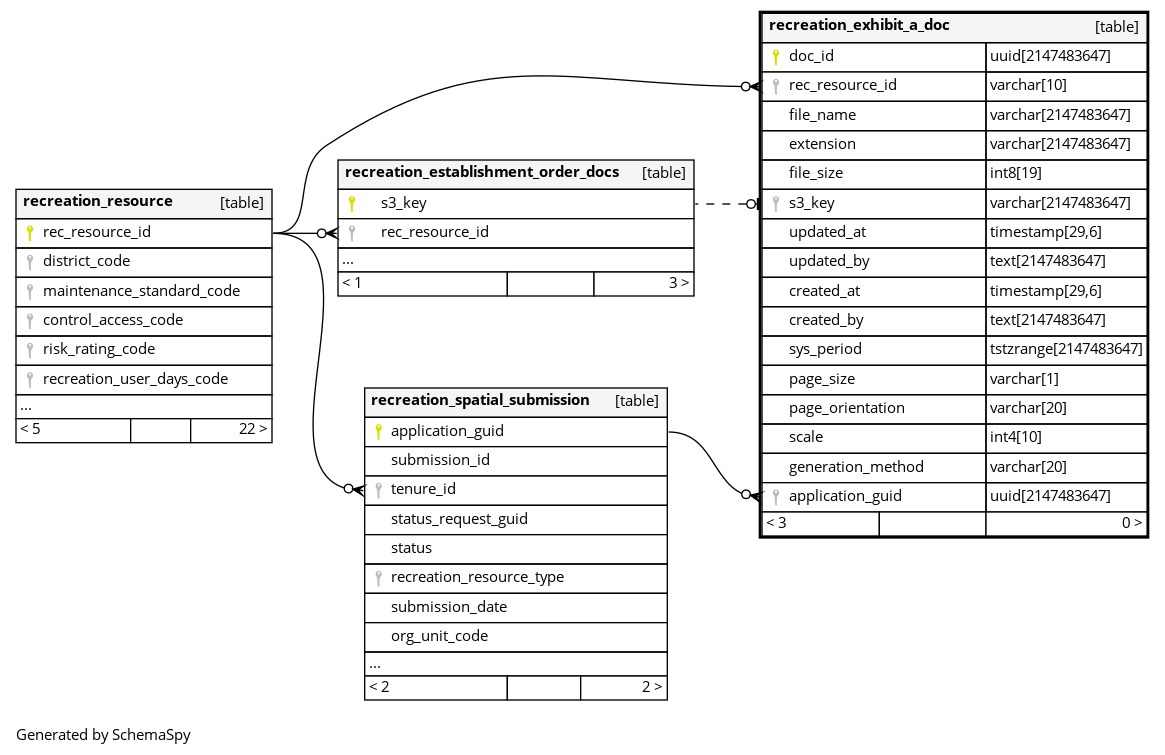 recreation_exhibit_a_doc [table]
doc_id uuid[2147483647]
rec_resource_id varchar[10]
file_name varchar[2147483647]
extension varchar[2147483647]
file_size int8[19]
s3_key varchar[2147483647]
updated_at timestamp[29,6]
updated_by text[2147483647]
created_at timestamp[29,6]
created_by text[2147483647]
sys_period tstzrange[2147483647]
page_size varchar[1]
page_orientation varchar[20]
scale int4[10]
generation_method varchar[20]
application_guid uuid[2147483647]
< 3 0 >
recreation_establishment_order_docs [table]
s3_key
rec_resource_id
...
< 1 3 >
recreation_resource [table]
rec_resource_id
district_code
maintenance_standard_code
control_access_code
risk_rating_code
recreation_user_days_code
...
< 5 22 >
recreation_spatial_submission [table]
application_guid
submission_id
tenure_id
status_request_guid
status
recreation_resource_type
submission_date
org_unit_code
...
< 2 2 >
Generated by SchemaSpy